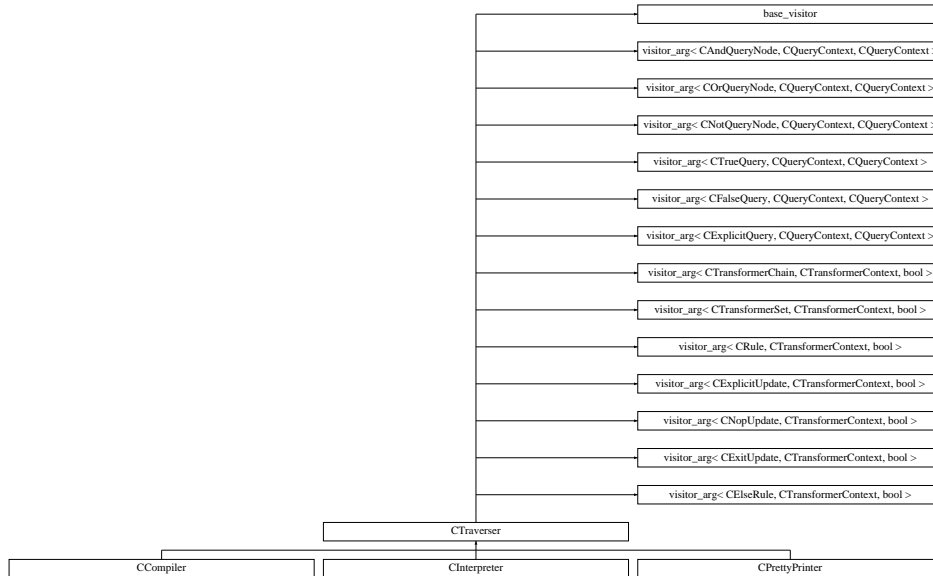 base_visitor
visitor_arg< CAndQueryNode, CQueryContext, CQueryContext >
visitor_arg< COrQueryNode, CQueryContext, CQueryContext >
visitor_arg< CNotQueryNode, CQueryContext, CQueryContext >
visitor_arg< CTrueQuery, CQueryContext, CQueryContext >
visitor_arg< CFalseQuery, CQueryContext, CQueryContext >
visitor_arg< CExplicitQuery, CQueryContext, CQueryContext >
visitor_arg< CTransformerChain, CTransformerContext, bool >
visitor_arg< CTransformerSet, CTransformerContext, bool >
visitor_arg< CRule, CTransformerContext, bool >
visitor_arg< CExplicitUpdate, CTransformerContext, bool >
visitor_arg< CNopUpdate, CTransformerContext, bool >
visitor_arg< CExitUpdate, CTransformerContext, bool >
visitor_arg< CElseRule, CTransformerContext, bool >
CTraverser
CCompiler
CInterpreter
CPrettyPrinter